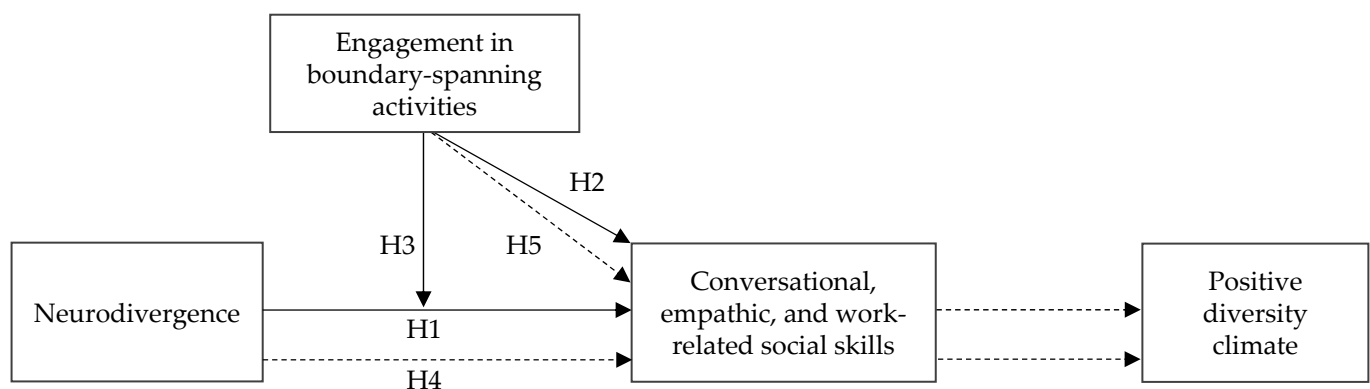 Engagement in
boundary-spanning
activities
H2
H3
H5
Neurodivergence
H1
H4
Conversational,
empathic, and work-
related social skills
Positive
diversity
climate